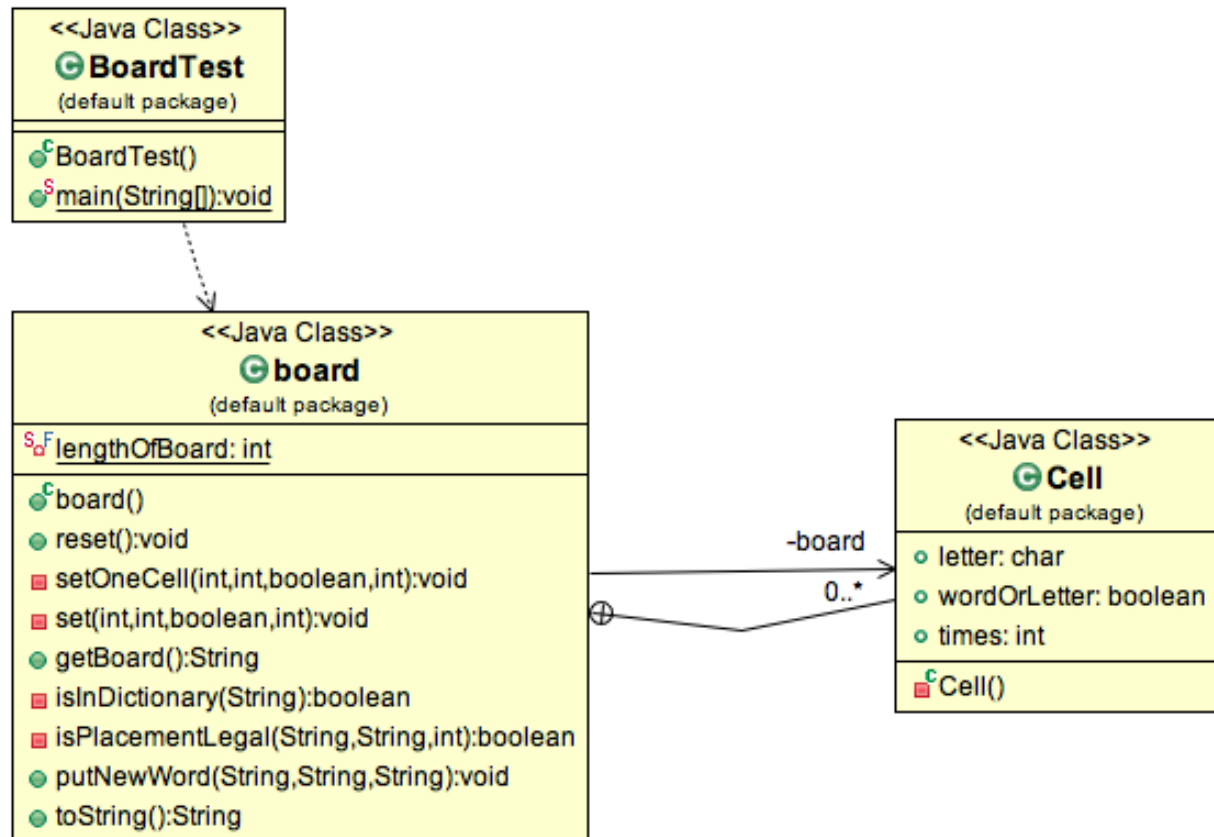 <<Java Class>>
BoardTest
(default package)
BoardTest()
main(String[]):void
<<Java Class>>
board
(default package)
lengthOfBoard: int
board()
reset():void
setOneCell(int,int,boolean,int):void
set(int,int,boolean,int):void
getBoard():String
isInDictionary(String):boolean
isPlacementLegal(String,String,int):boolean
putNewWord(String,String,String):void
toString():String
-board
0..*
<<Java Class>>
Cell
(default package)
letter: char
wordOrLetter: boolean
times: int
Cell()